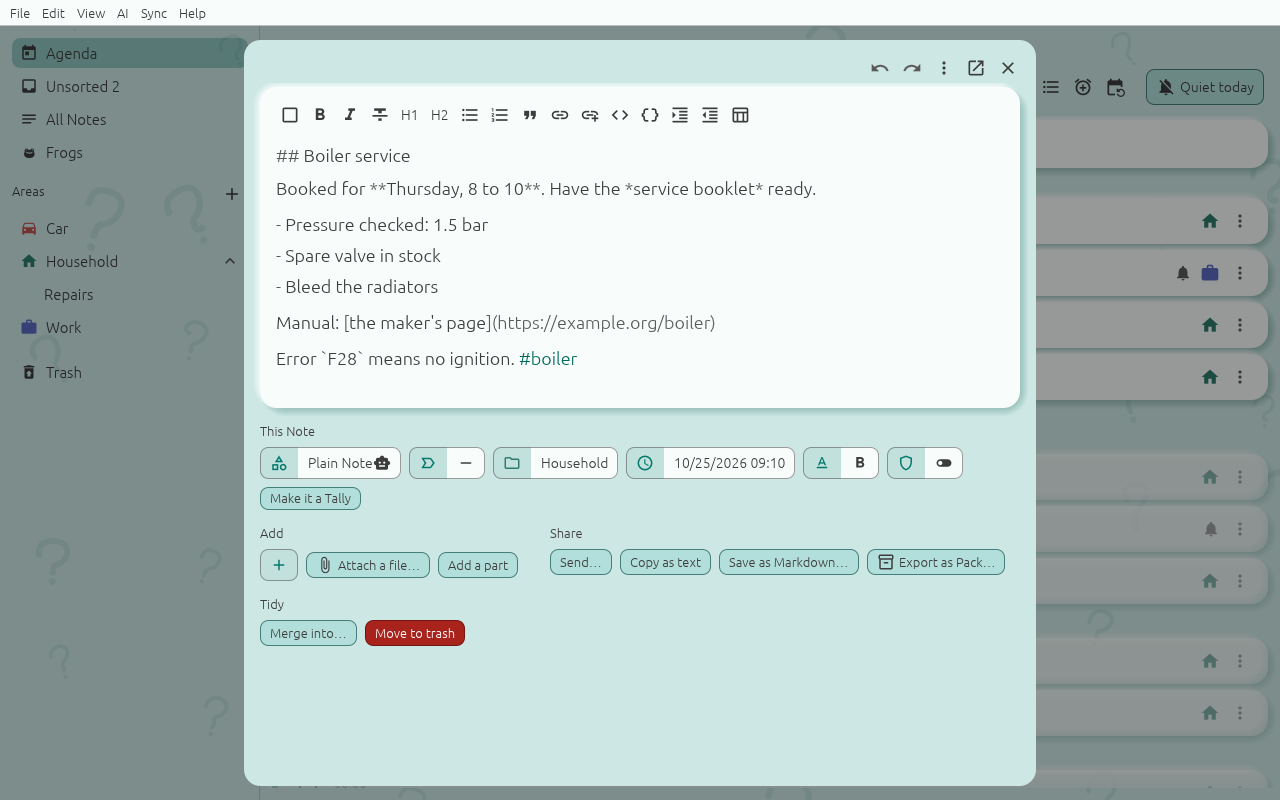 File Edit View AI Sync Help
Agenda
Unsorted 2
All Notes
Frogs
Areas
Car
Household
Repairs
Work
Trash
Quiet today
H1 H2
## Boiler service
Booked for **Thursday, 8 to 10**. Have the *service booklet* ready.
- Pressure checked: 1.5 bar
- Spare valve in stock
- Bleed the radiators
Manual: [the maker's page](https://example.org/boiler)
Error `F28` means no ignition. #boiler
This Note
Plain Note
Household
10/25/2026 09:10
A B
Make it a Tally
Add
Attach a file…
Add a part
Share
Send…
Copy as text
Save as Markdown…
Export as Pack…
Tidy
Merge into…
Move to trash